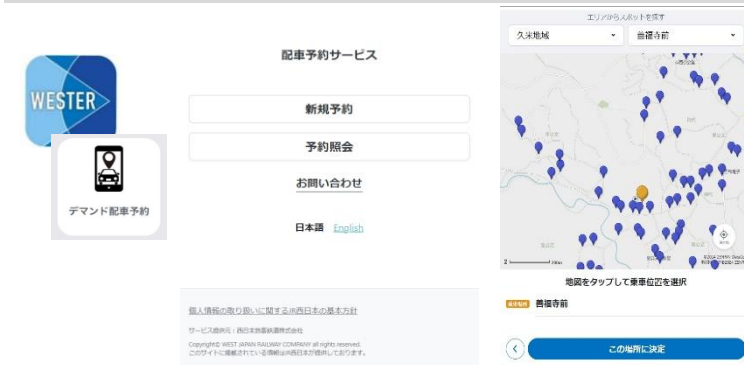 WESTER
デマンド配車予約
配車予約サービス
新規予約
予約照会
お問い合わせ
日本語 English
個人情報の取り扱いに関するJR西日本の基本方針
サービス提供元：西日本旅客鉄道株式会社
Copyright© WEST JAPAN RAILWAY COMPANY all rights reserved.
このサイトに掲載されている情報はJR西日本が提供しております。
エリアからスポットを探す
久米地域
善福寺前
地図をタップして乗車位置を選択
乗車場所 善福寺前
この場所に決定